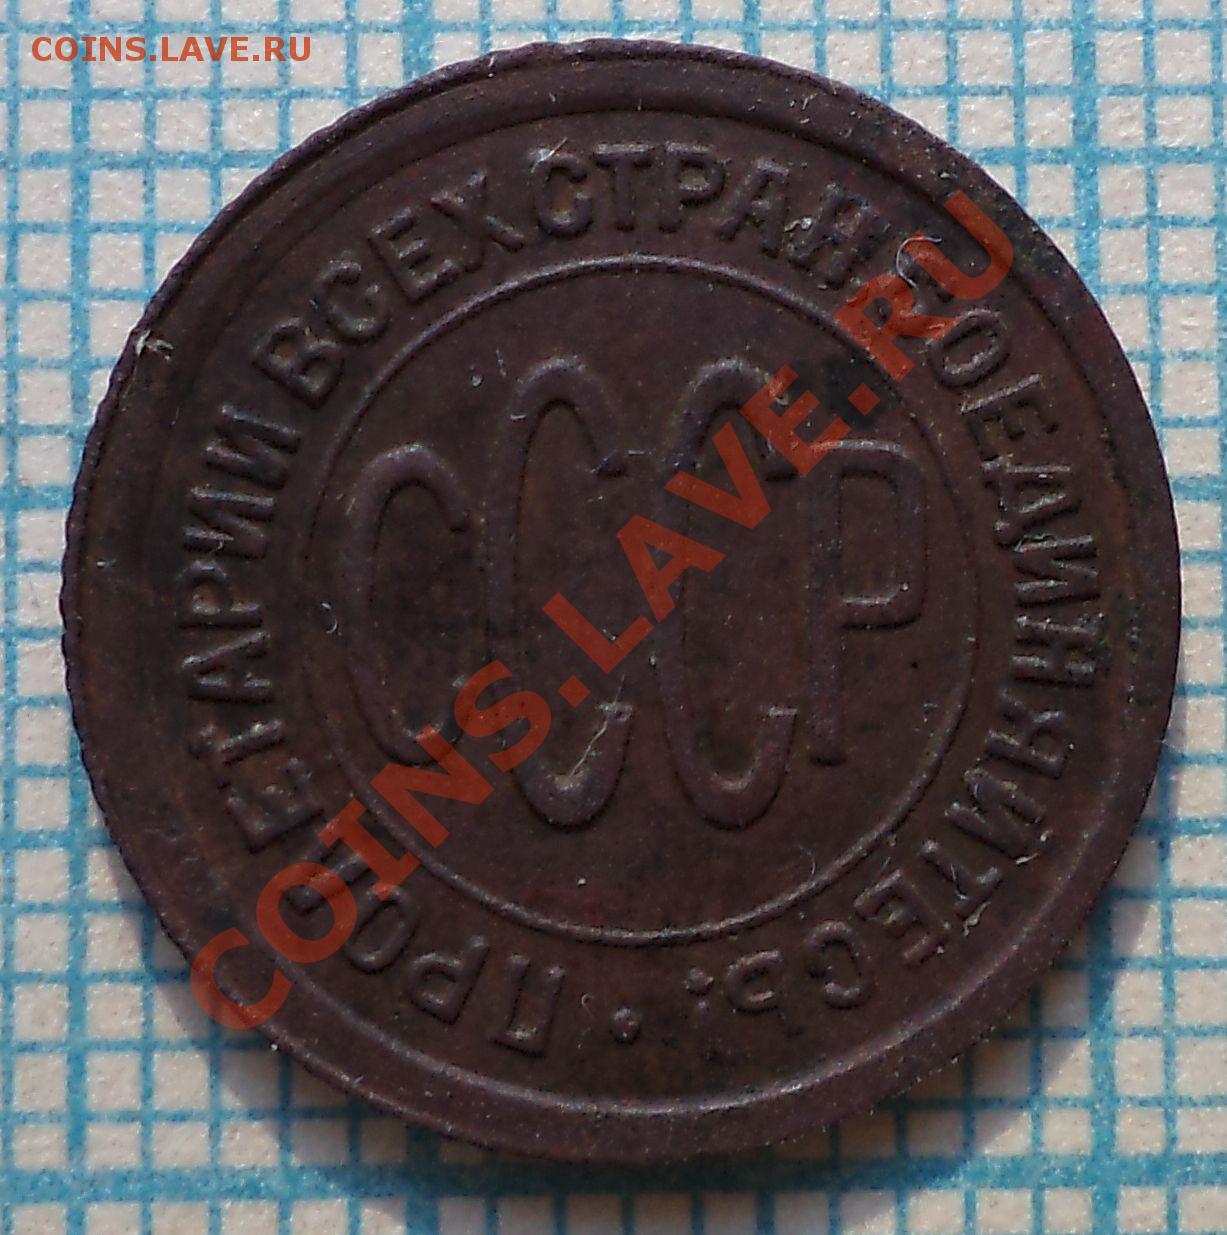 COINS.LAVE.RU
ПРОЛЕТАРИИ ВСЕХ СТРАН СОЕДИНЯЙТЕСЬ: •
СССР
COINS.LAVE.RU